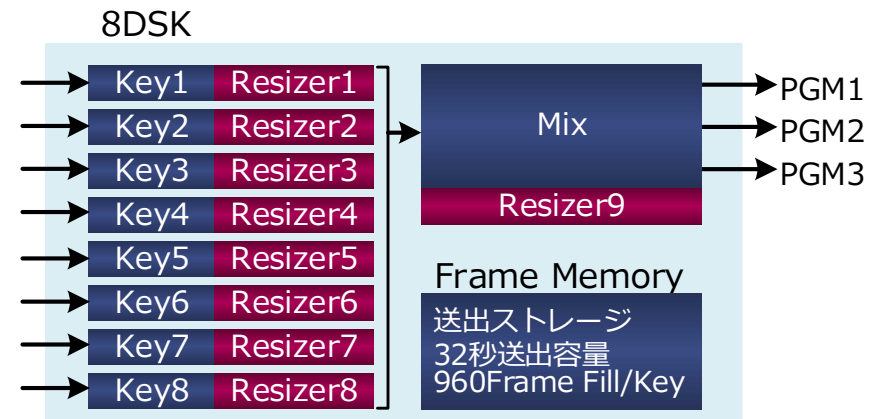 8DSK
Key1 Resizer1
Key2 Resizer2
Key3 Resizer3
Key4 Resizer4
Key5 Resizer5
Key6 Resizer6
Key7 Resizer7
Key8 Resizer8
Mix
Resizer9
PGM1
PGM2
PGM3
Frame Memory
送出ストレージ
32秒送出容量
960Frame Fill/Key